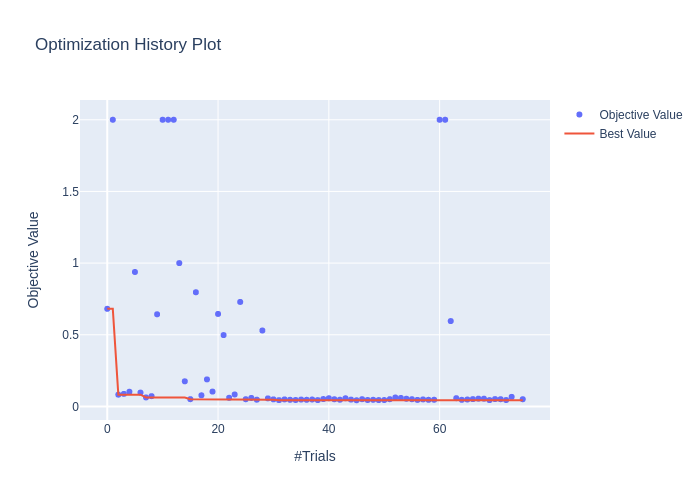 Optimization History Plot
Objective Value
Best Value
2
1.5
1
0.5
0
Objective Value
0
20
40
60
#Trials